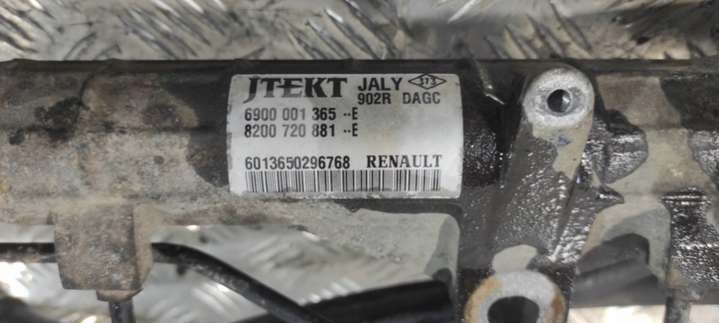 JTEKT JALY
902R DAGC
6900 001 365 --E
8200 720 881 --E
6013650296768 RENAULT